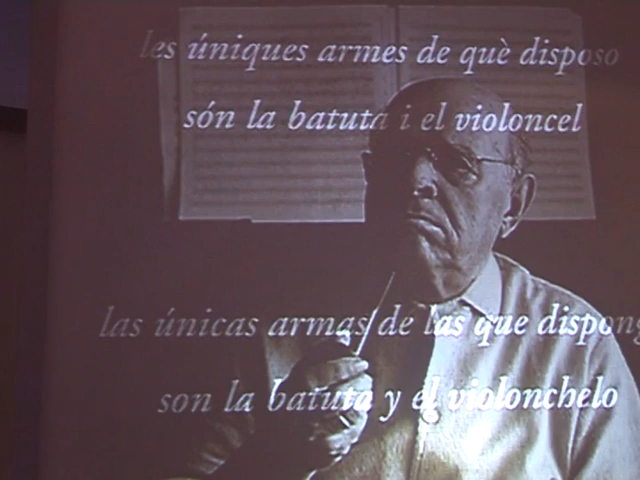 les úniques armes de què disposo
són la batuta i el violoncel
las únicas armas de las que dispong
son la batuta y el violonchelo